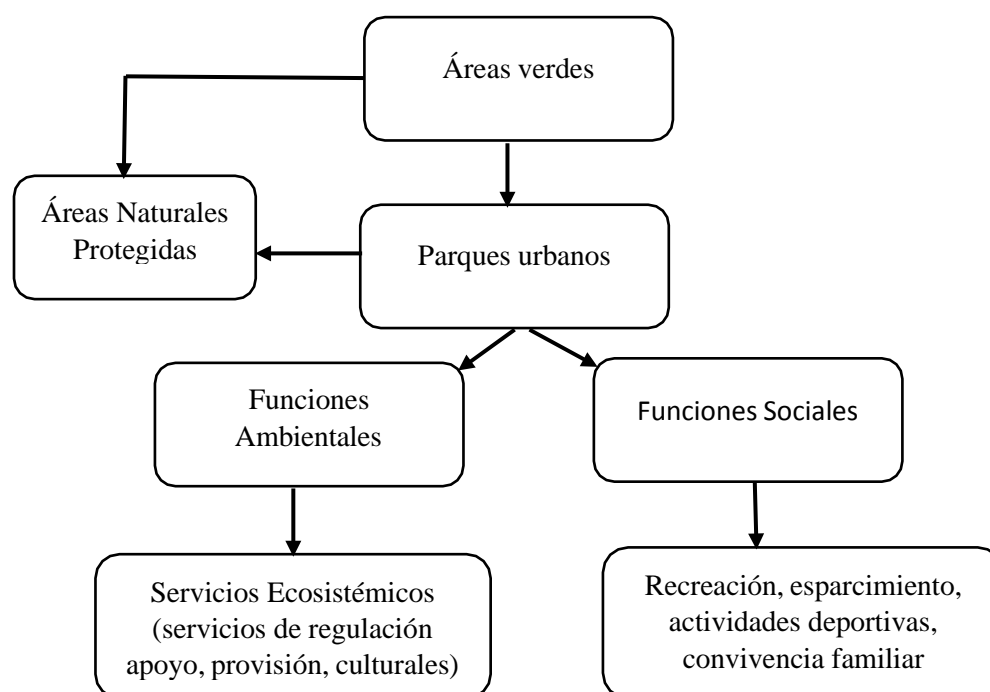 Áreas verdes
Áreas Naturales
Protegidas
Parques urbanos
Funciones
Ambientales
Funciones Sociales
Servicios Ecosistémicos
(servicios de regulación
apoyo, provisión, culturales)
Recreación, esparcimiento,
actividades deportivas,
convivencia familiar